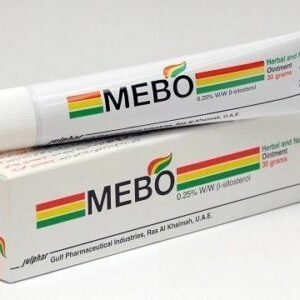 MEBO
0.25% W/W β-sitosterol
Herbal and
Ointment
30 grams
MEBO
0.25% W/W β-sitosterol
Herbal and
Ointment
30 grams
julphar
Gulf Pharmaceutical Industries, Ras Al Khaimah, U.A.E.